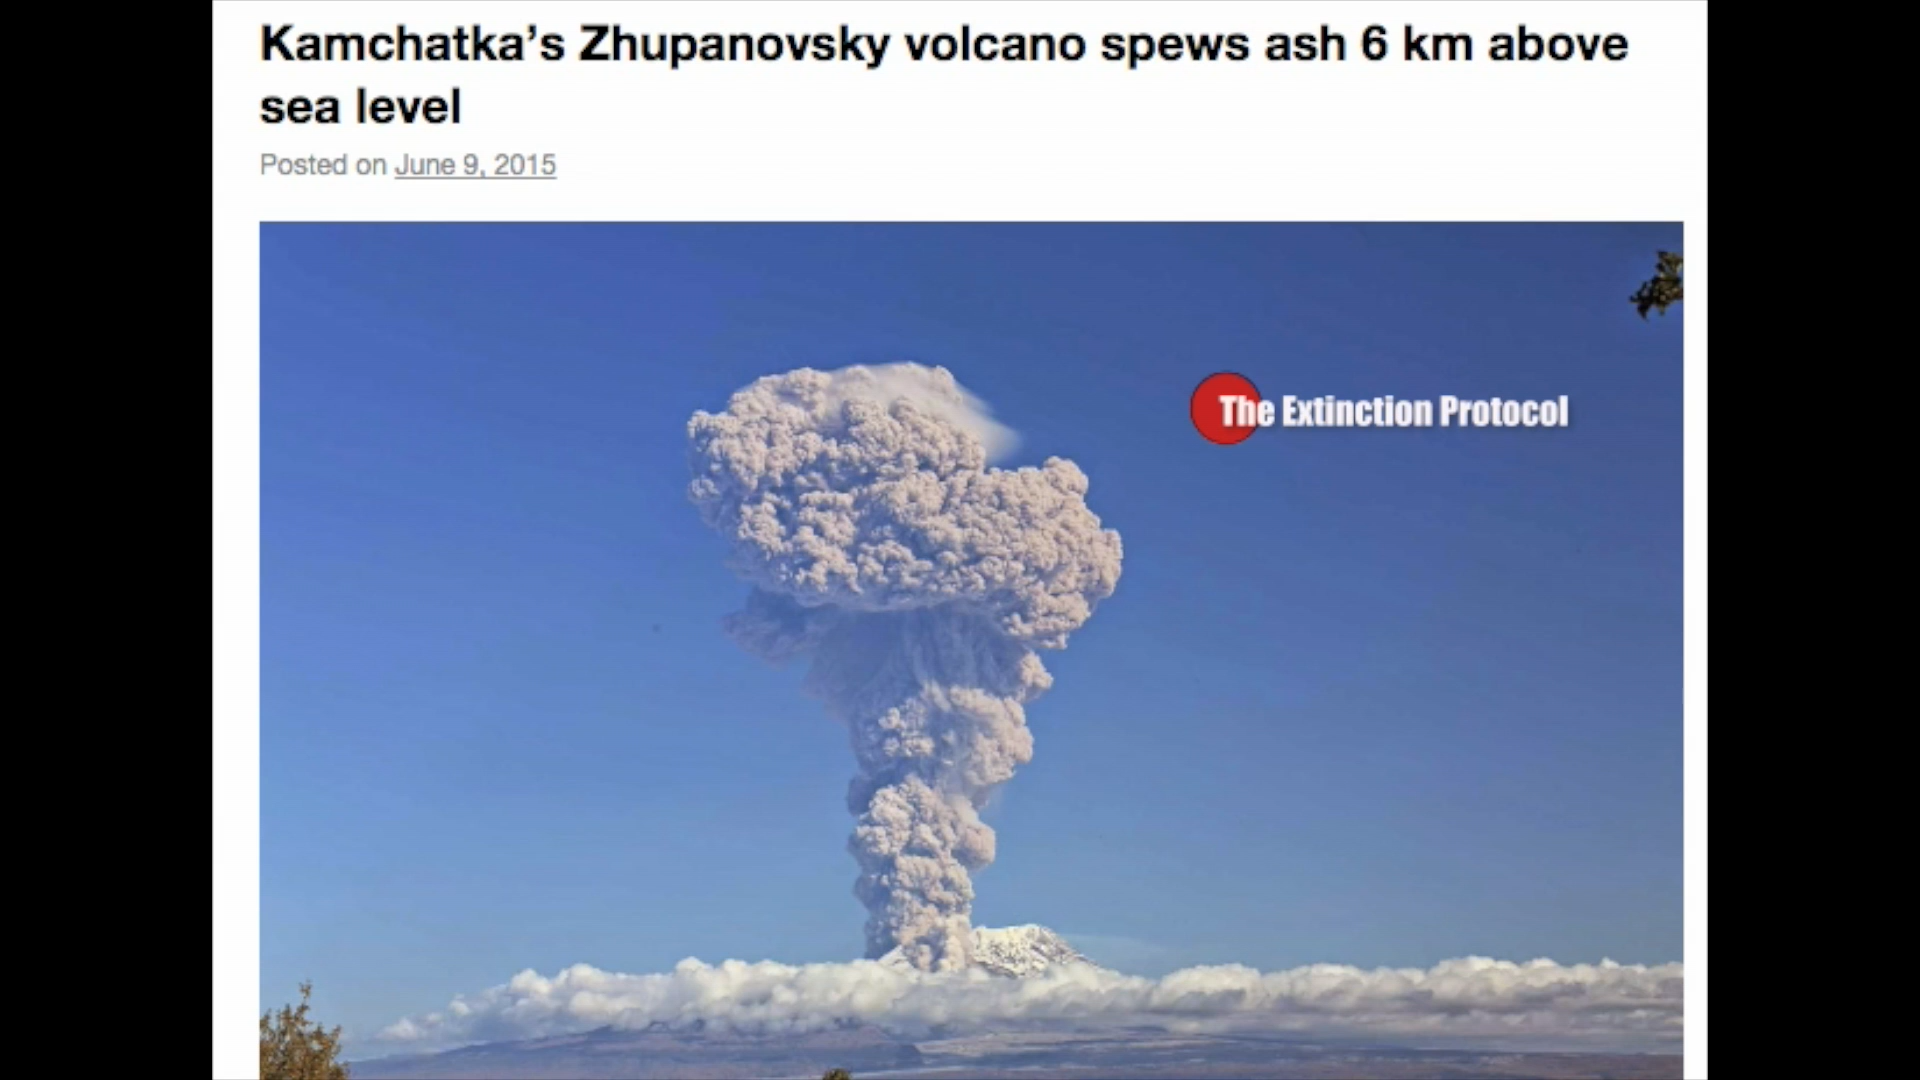 Kamchatka’s Zhupanovsky volcano spews ash 6 km above
sea level
Posted on June 9, 2015
The Extinction Protocol